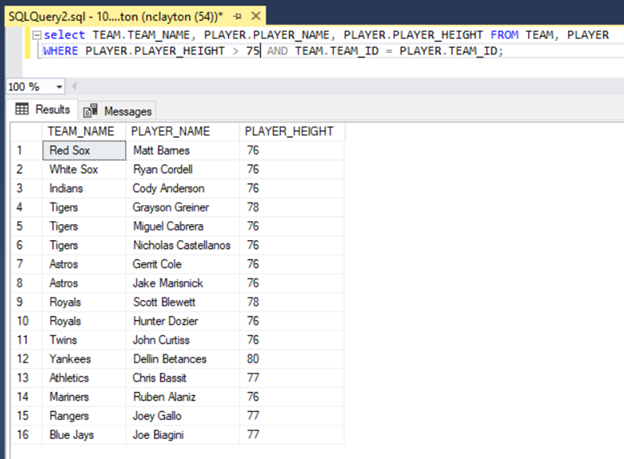 SQLQuery2.sql - 10....ton (nclayton (54))*
select TEAM.TEAM_NAME, PLAYER.PLAYER_NAME, PLAYER.PLAYER_HEIGHT FROM TEAM, PLAYER
WHERE PLAYER.PLAYER_HEIGHT > 75 AND TEAM.TEAM_ID = PLAYER.TEAM_ID;
100 %
Results Messages
TEAM_NAME PLAYER_NAME PLAYER_HEIGHT
1 Red Sox Matt Barnes 76
2 White Sox Ryan Cordell 76
3 Indians Cody Anderson 76
4 Tigers Grayson Greiner 78
5 Tigers Miguel Cabrera 76
6 Tigers Nicholas Castellanos 76
7 Astros Gerrit Cole 76
8 Astros Jake Marisnick 76
9 Royals Scott Blewett 78
10 Royals Hunter Dozier 76
11 Twins John Curtiss 76
12 Yankees Dellin Betances 80
13 Athletics Chris Bassit 77
14 Mariners Ruben Alaniz 76
15 Rangers Joey Gallo 77
16 Blue Jays Joe Biagini 77